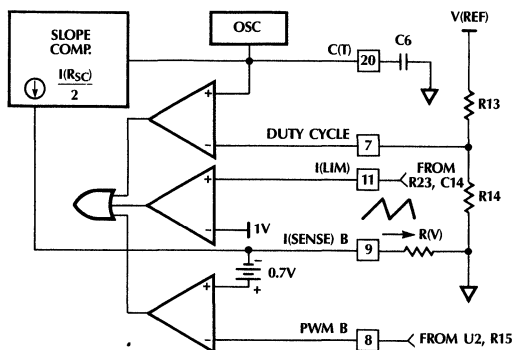 SLOPE
COMP.
I(RSC)
2
OSC
C(T)
20
C6
V(REF)
R13
+
−
DUTY CYCLE
7
I(LIM)
11
FROM
R23, C14
R14
+
−
1V
I(SENSE) B
9
R(V)
−
0.7V
+
+
−
PWM B
8
FROM U2, R15